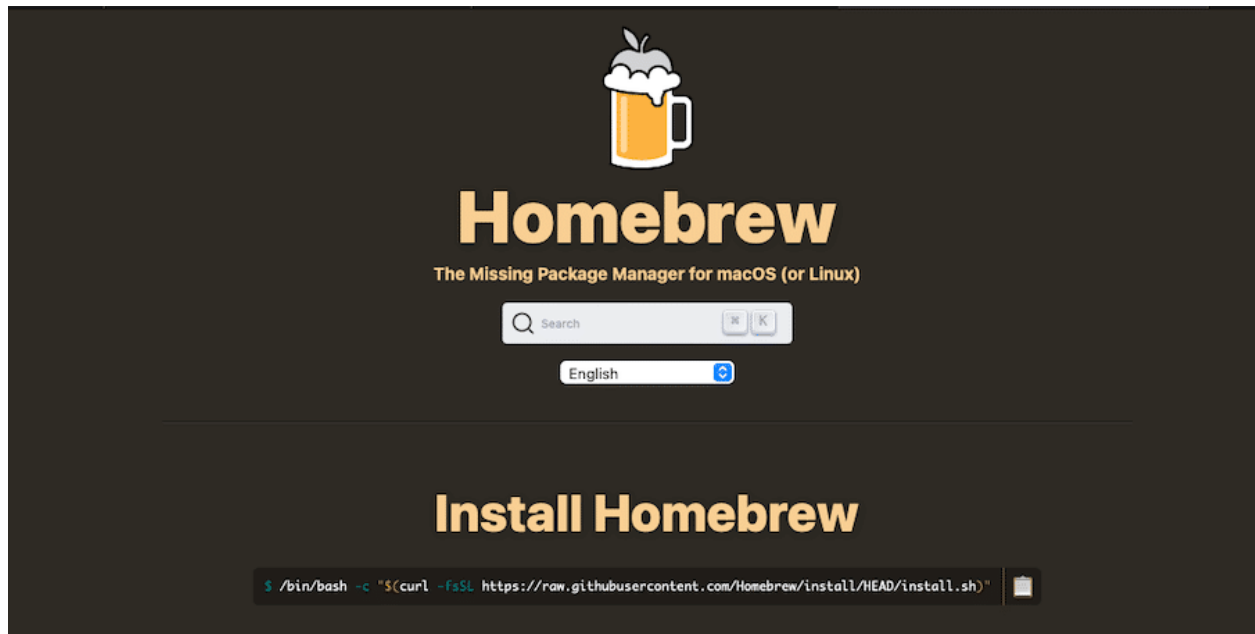 Homebrew
The Missing Package Manager for macOS (or Linux)
Search ⌘ K
English
Install Homebrew
$ /bin/bash -c "$(curl -fsSL https://raw.githubusercontent.com/Homebrew/install/HEAD/install.sh)"